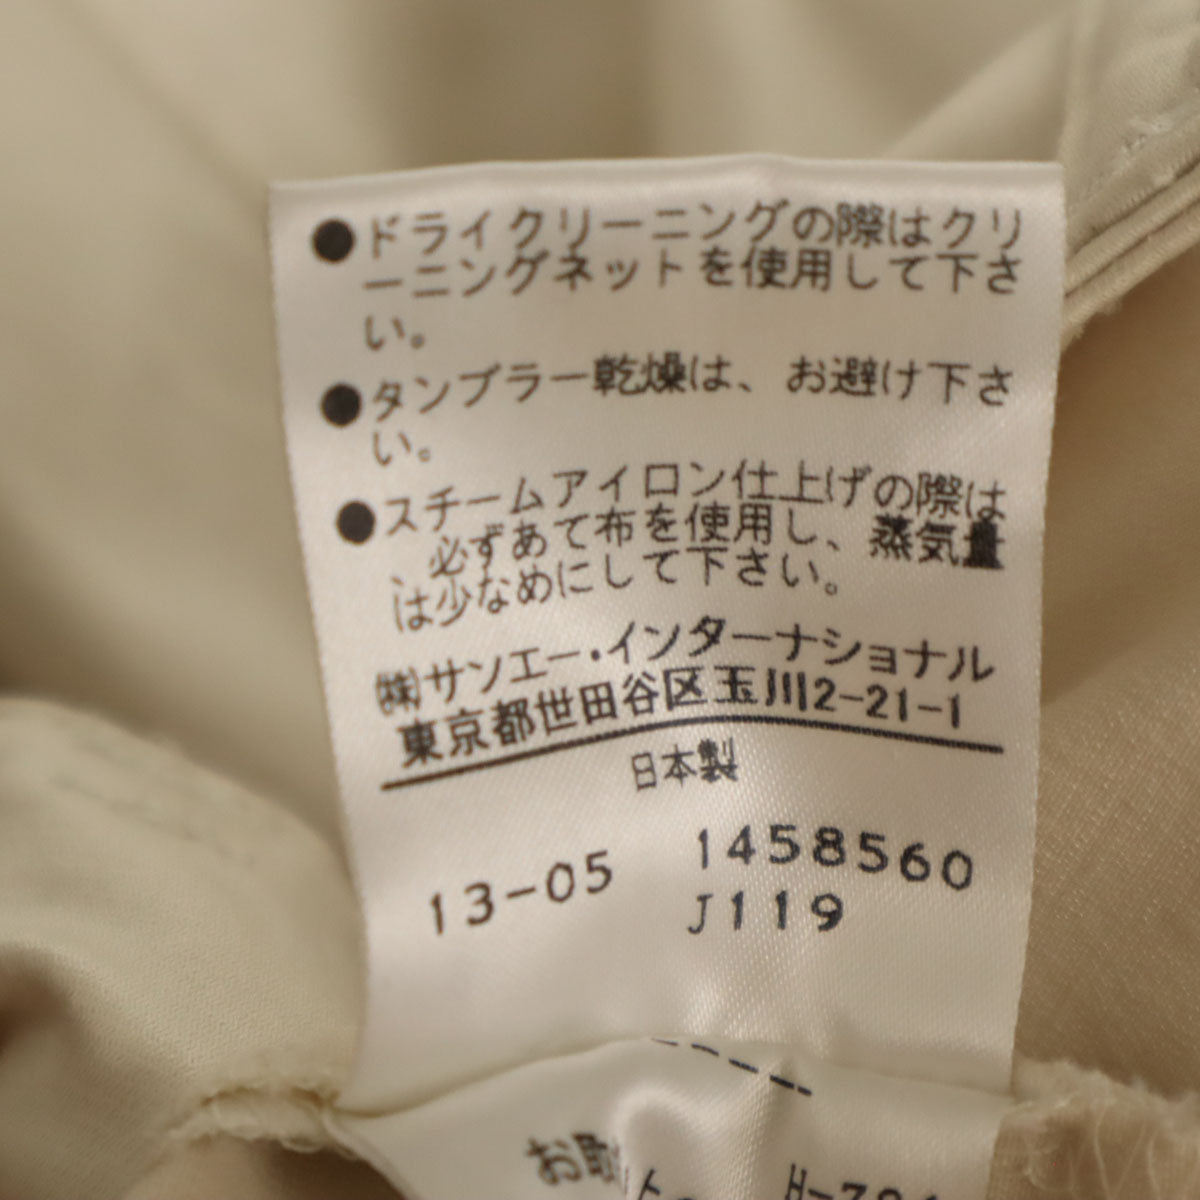 ●ドライクリーニングの際はクリ
ーニングネットを使用して下さ
い。
●タンブラー乾燥は、お避け下さ
い。
●スチームアイロン仕上げの際は
、必ずあて布を使用し、蒸気量
は少なめにして下さい。
㈱サンエー・インターナショナル
東京都世田谷区玉川2-21-1
日本製
13-05 1458560
J119
お取